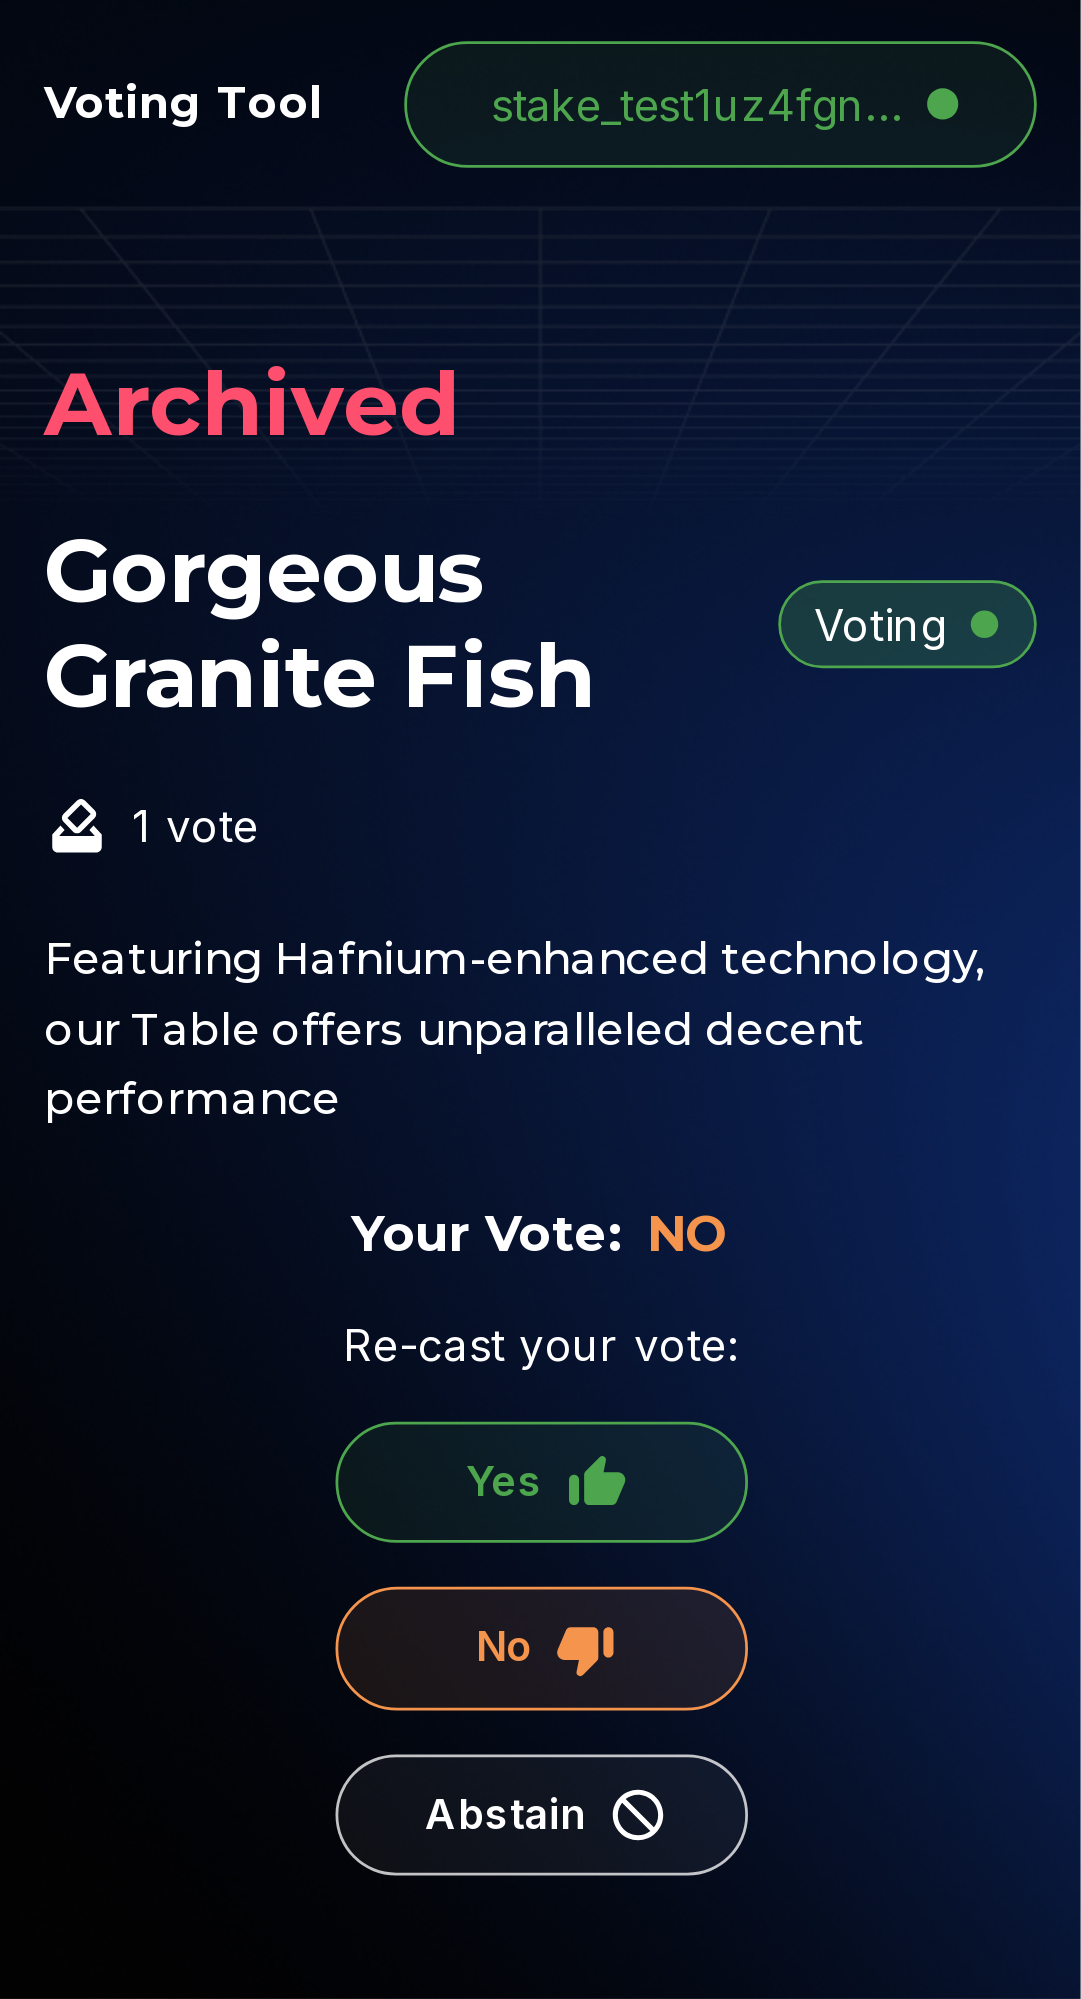 Voting Tool
stake_test1uz4fgn...
Archived
Gorgeous
Granite Fish
Voting
1 vote
Featuring Hafnium-enhanced technology,
our Table offers unparalleled decent
performance
Your Vote: NO
Re-cast your vote:
Yes
No
Abstain